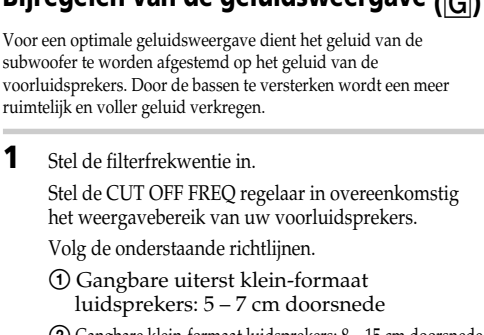 Bijregelen van de geluidsweergave (G)
Voor een optimale geluidsweergave dient het geluid van de
subwoofer te worden afgestemd op het geluid van de
voorluidsprekers. Door de bassen te versterken wordt een meer
ruimtelijk en voller geluid verkregen.
1 Stel de filterfrekwentie in.
Stel de CUT OFF FREQ regelaar in overeenkomstig
het weergavebereik van uw voorluidsprekers.
Volg de onderstaande richtlijnen.
① Gangbare uiterst klein-formaat
luidsprekers: 5 – 7 cm doorsnede
② Gangbare klein-formaat luidsprekers: 8 – 15 cm doorsnede